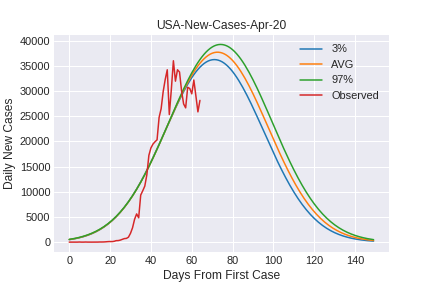 USA-New-Cases-Apr-20
40000
35000
30000
25000
20000
15000
10000
5000
0
Daily New Cases
3%
AVG
97%
Observed
0 20 40 60 80 100 120 140
Days From First Case